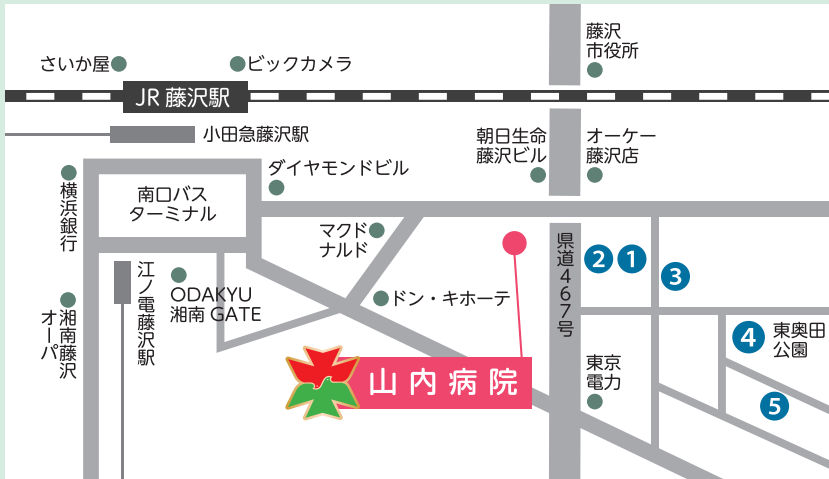 藤沢
市役所
さいか屋
ビックカメラ
JR 藤沢駅
小田急藤沢駅
朝日生命
藤沢ビル
オーケー
藤沢店
ダイヤモンドビル
横浜銀行
南口バス
ターミナル
マクド
ナルド
県道467号
2
1
3
江ノ電藤沢駅
ODAKYU
湘南 GATE
ドン・キホーテ
湘南藤沢
オーパ
4
東奥田
公園
山内病院
東京
電力
5